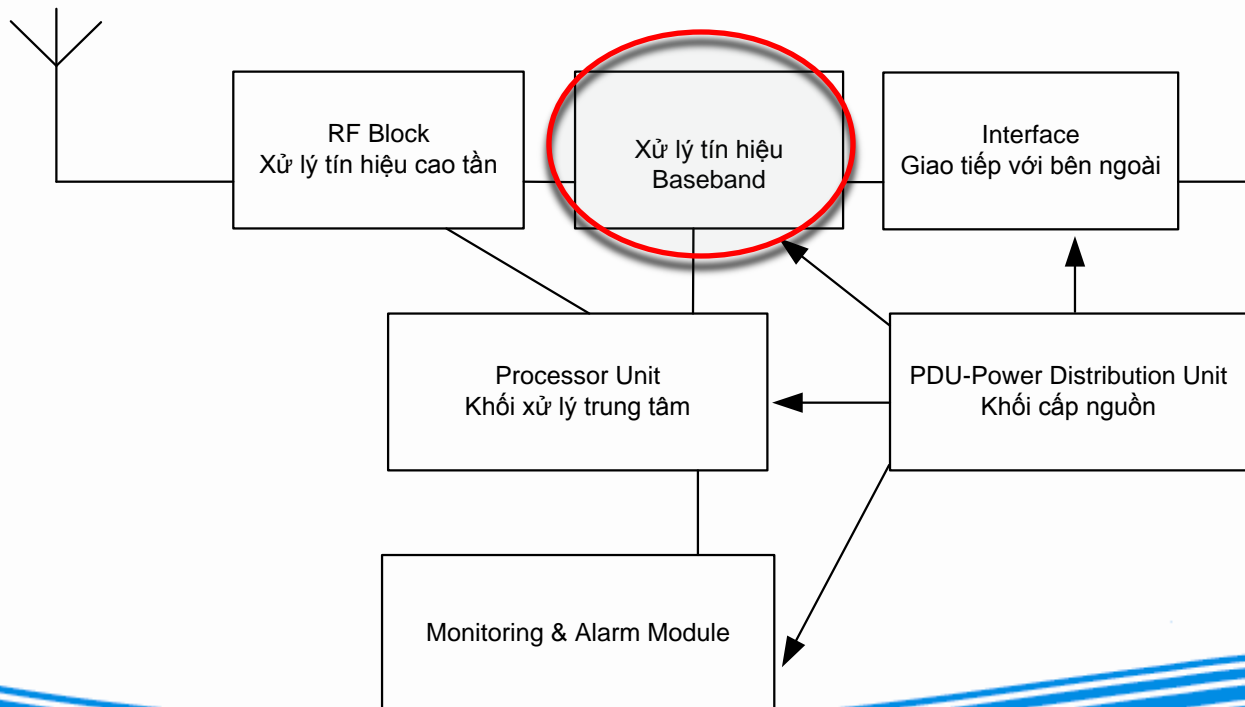 RF Block
Xử lý tín hiệu cao tần
Xử lý tín hiệu
Baseband
Interface
Giao tiếp với bên ngoài
Processor Unit
Khối xử lý trung tâm
PDU-Power Distribution Unit
Khối cấp nguồn
Monitoring & Alarm Module